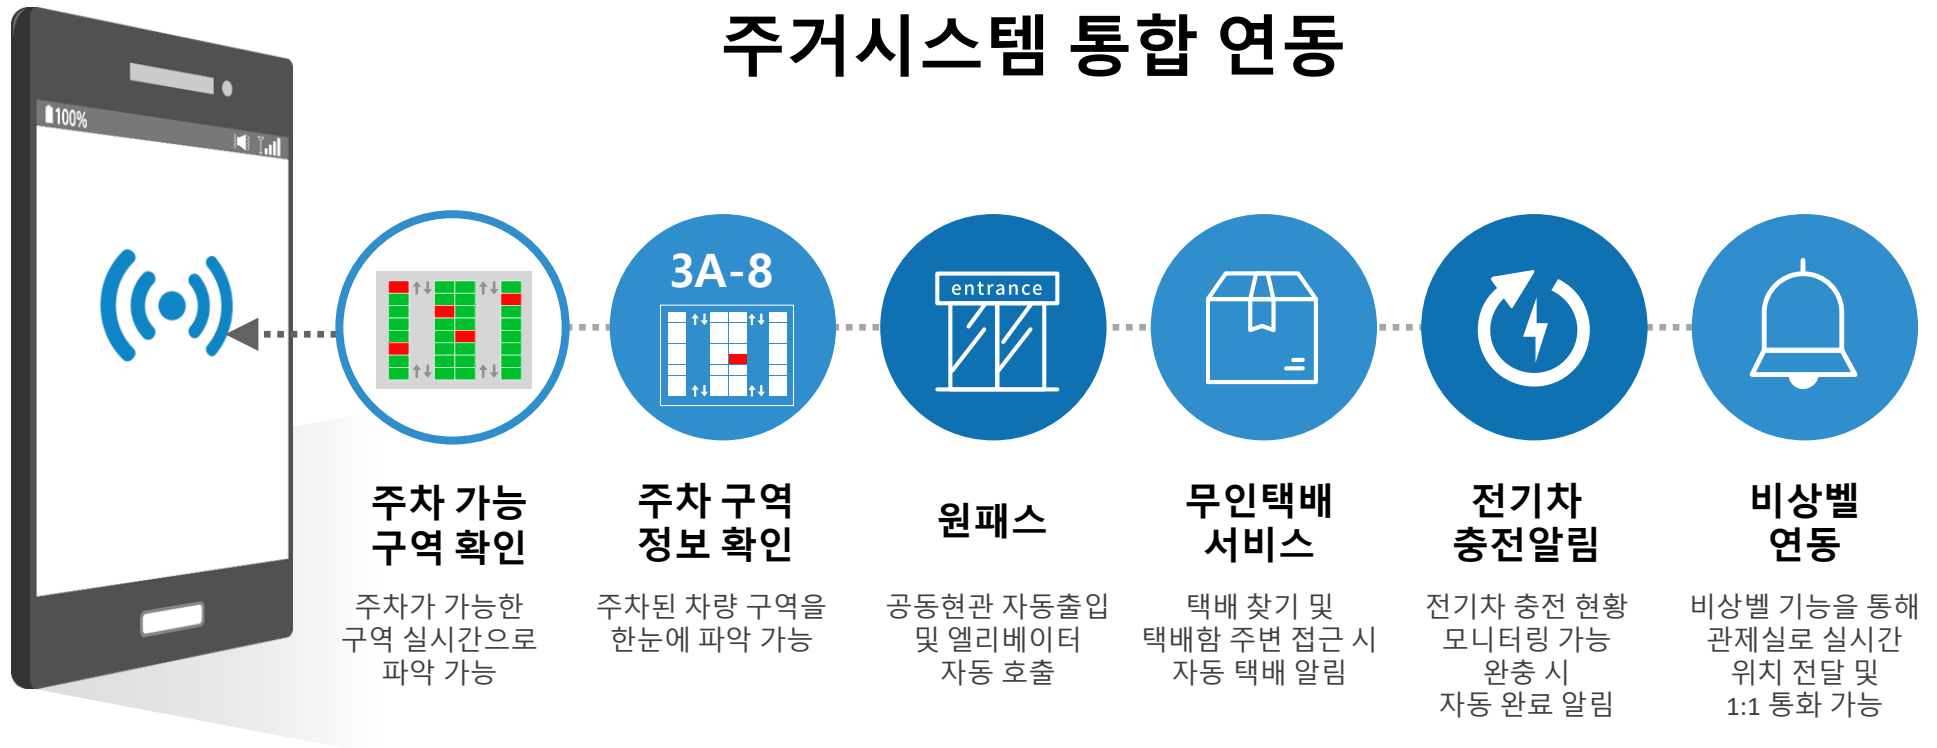 주거시스템 통합 연동
100%
3A-8
entrance
주차 가능
구역 확인
주차가 가능한
구역 실시간으로
파악 가능
주차 구역
정보 확인
주차된 차량 구역을
한눈에 파악 가능
원패스
공동현관 자동출입
및 엘리베이터
자동 호출
무인택배
서비스
택배 찾기 및
택배함 주변 접근 시
자동 택배 알림
전기차
충전알림
전기차 충전 현황
모니터링 가능
완충 시
자동 완료 알림
비상벨
연동
비상벨 기능을 통해
관제실로 실시간
위치 전달 및
1:1 통화 가능